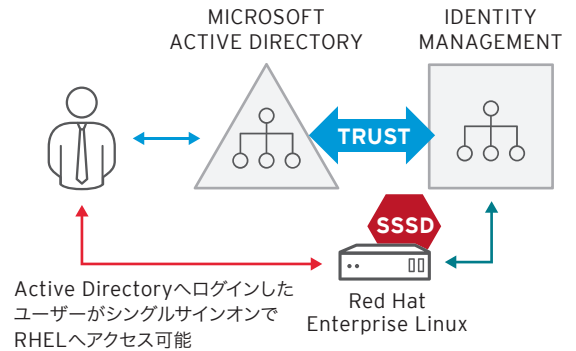 MICROSOFT
ACTIVE DIRECTORY
IDENTITY
MANAGEMENT
TRUST
SSSD
Active Directoryへログインした
ユーザーがシングルサインオンで
RHELへアクセス可能
Red Hat
Enterprise Linux